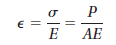 ϵ = σ/E = P/AE